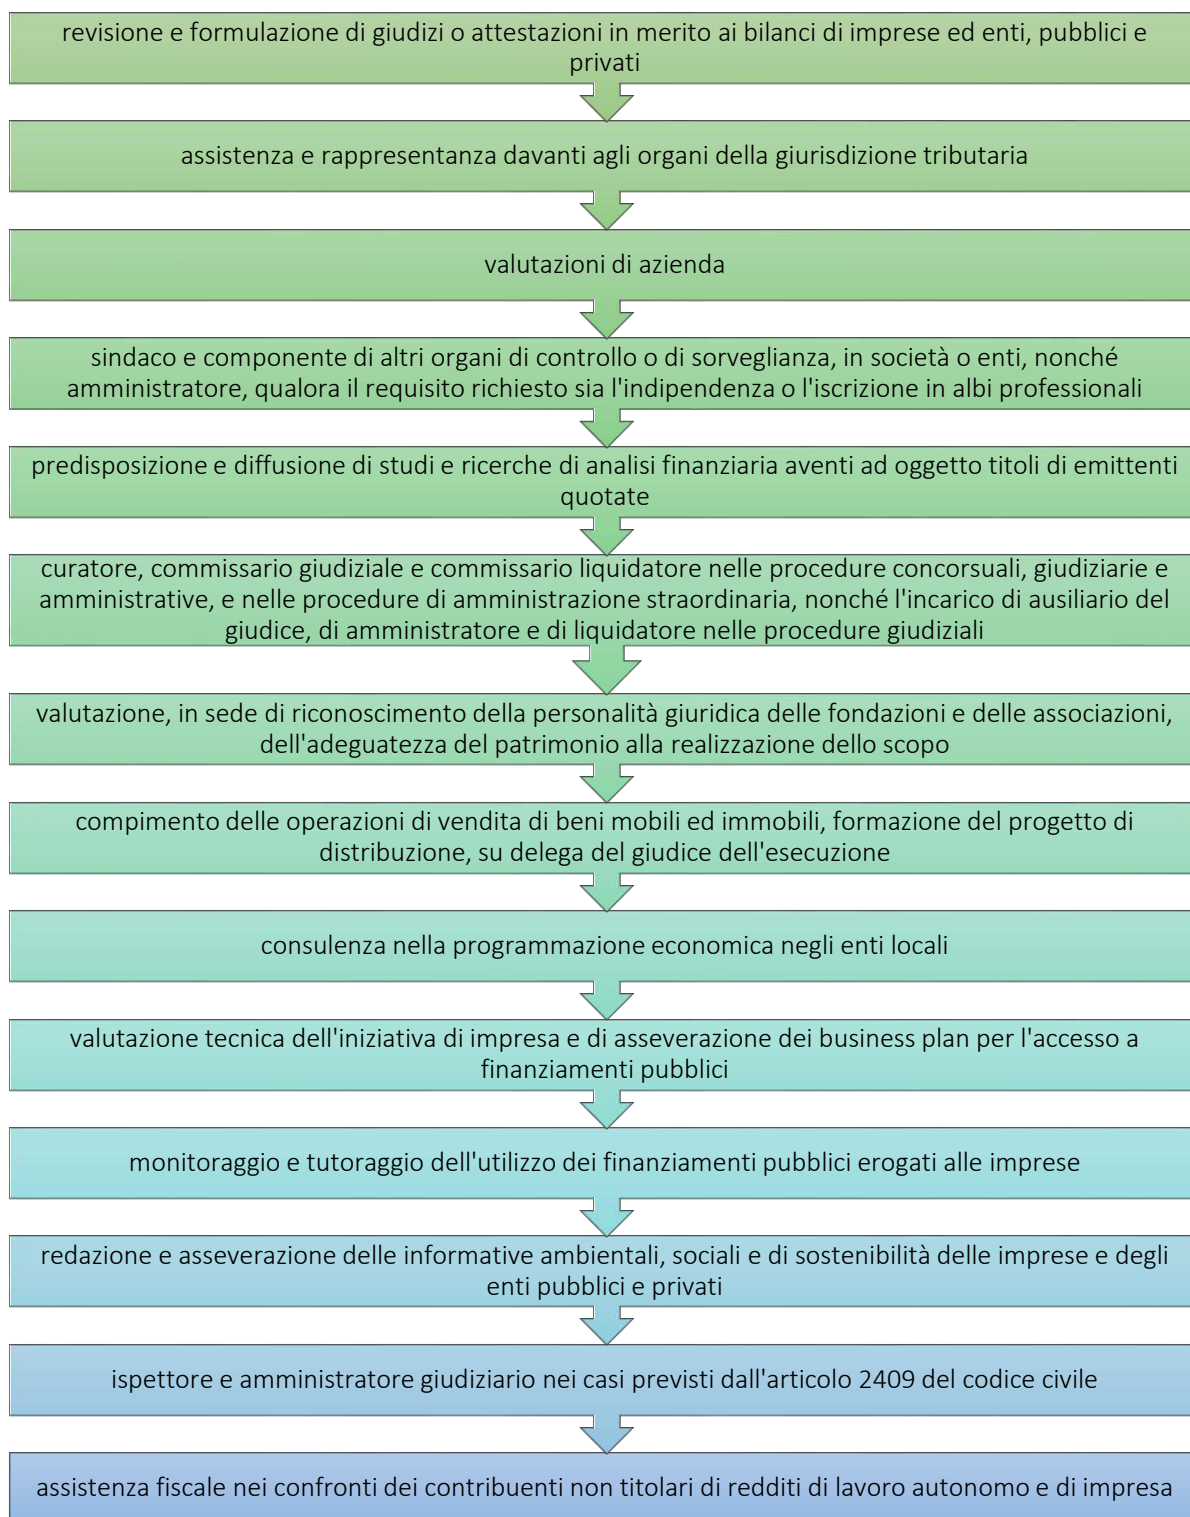 revisione e formulazione di giudizi o attestazioni in merito ai bilanci di imprese ed enti, pubblici e
privati
assistenza e rappresentanza davanti agli organi della giurisdizione tributaria
valutazioni di azienda
sindaco e componente di altri organi di controllo o di sorveglianza, in società o enti, nonché
amministratore, qualora il requisito richiesto sia l'indipendenza o l'iscrizione in albi professionali
predisposizione e diffusione di studi e ricerche di analisi finanziaria aventi ad oggetto titoli di emittenti
quotate
curatore, commissario giudiziale e commissario liquidatore nelle procedure concorsuali, giudiziarie e
amministrative, e nelle procedure di amministrazione straordinaria, nonché l'incarico di ausiliario del
giudice, di amministratore e di liquidatore nelle procedure giudiziali
valutazione, in sede di riconoscimento della personalità giuridica delle fondazioni e delle associazioni,
dell'adeguatezza del patrimonio alla realizzazione dello scopo
compimento delle operazioni di vendita di beni mobili ed immobili, formazione del progetto di
distribuzione, su delega del giudice dell'esecuzione
consulenza nella programmazione economica negli enti locali
valutazione tecnica dell'iniziativa di impresa e di asseverazione dei business plan per l'accesso a
finanziamenti pubblici
monitoraggio e tutoraggio dell'utilizzo dei finanziamenti pubblici erogati alle imprese
redazione e asseverazione delle informative ambientali, sociali e di sostenibilità delle imprese e degli
enti pubblici e privati
ispettore e amministratore giudiziario nei casi previsti dall'articolo 2409 del codice civile
assistenza fiscale nei confronti dei contribuenti non titolari di redditi di lavoro autonomo e di impresa